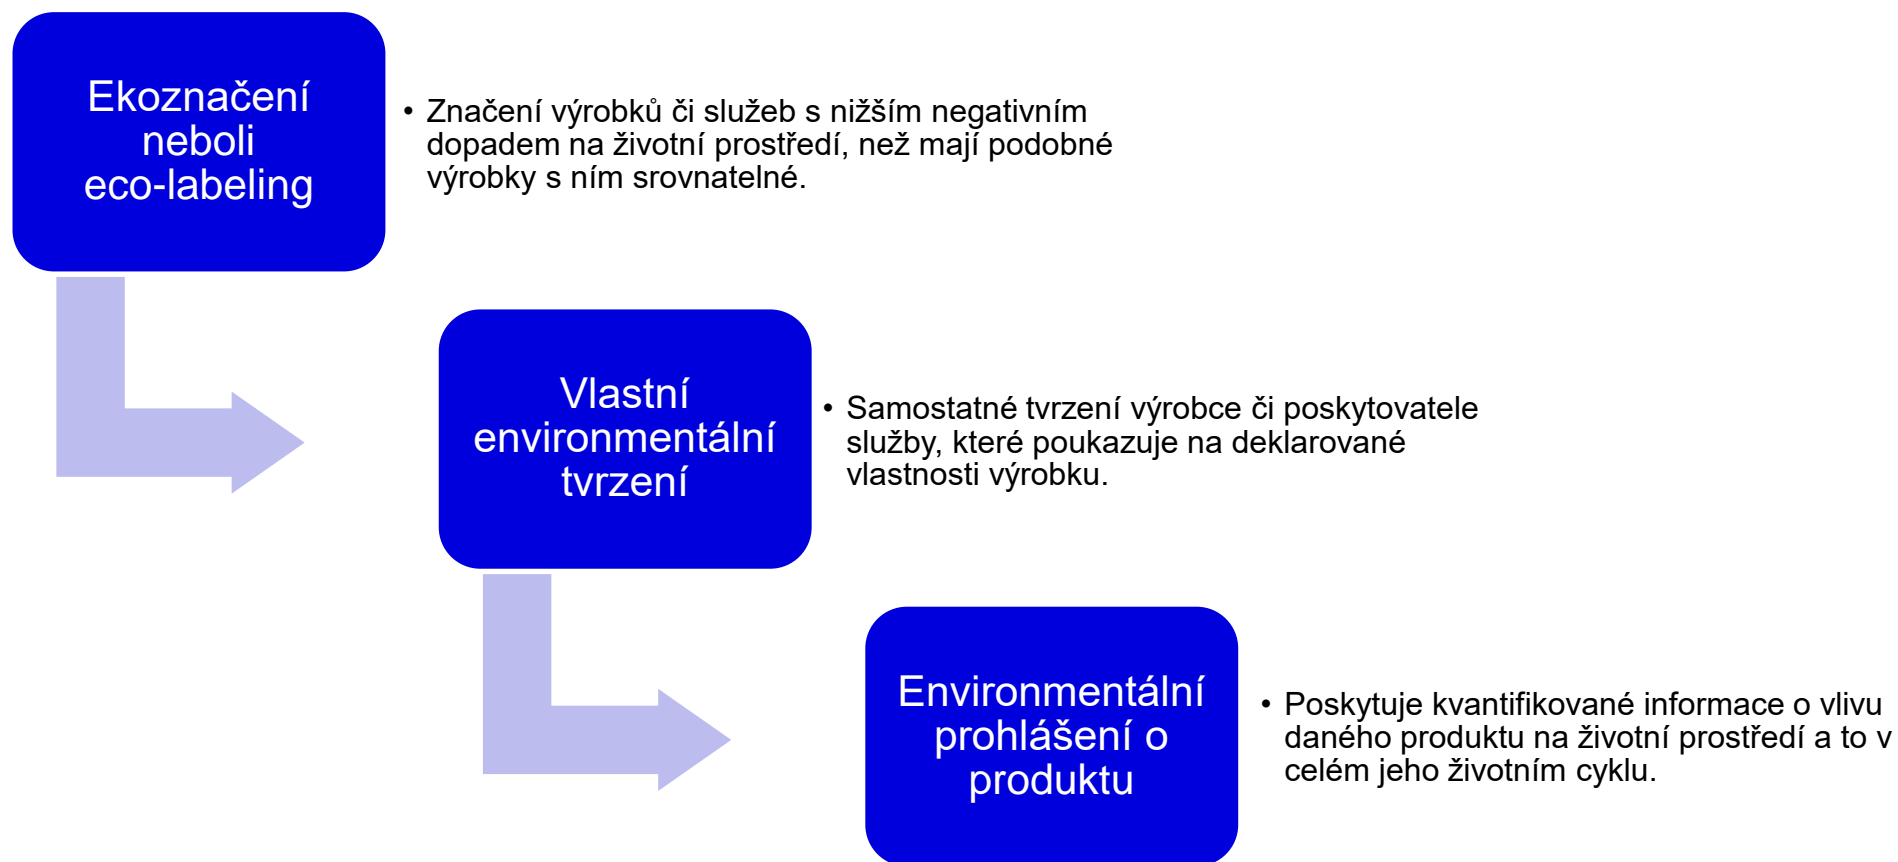 Ekoznačení
neboli
eco-labeling
• Značení výrobků či služeb s nižším negativním
dopadem na životní prostředí, než mají podobné
výrobky s ním srovnatelné.
Vlastní
environmentální
tvrzení
• Samostatné tvrzení výrobce či poskytovatele
služby, které poukazuje na deklarované
vlastnosti výrobku.
Environmentální
prohlášení o
produktu
• Poskytuje kvantifikované informace o vlivu
daného produktu na životní prostředí a to v
celém jeho životním cyklu.